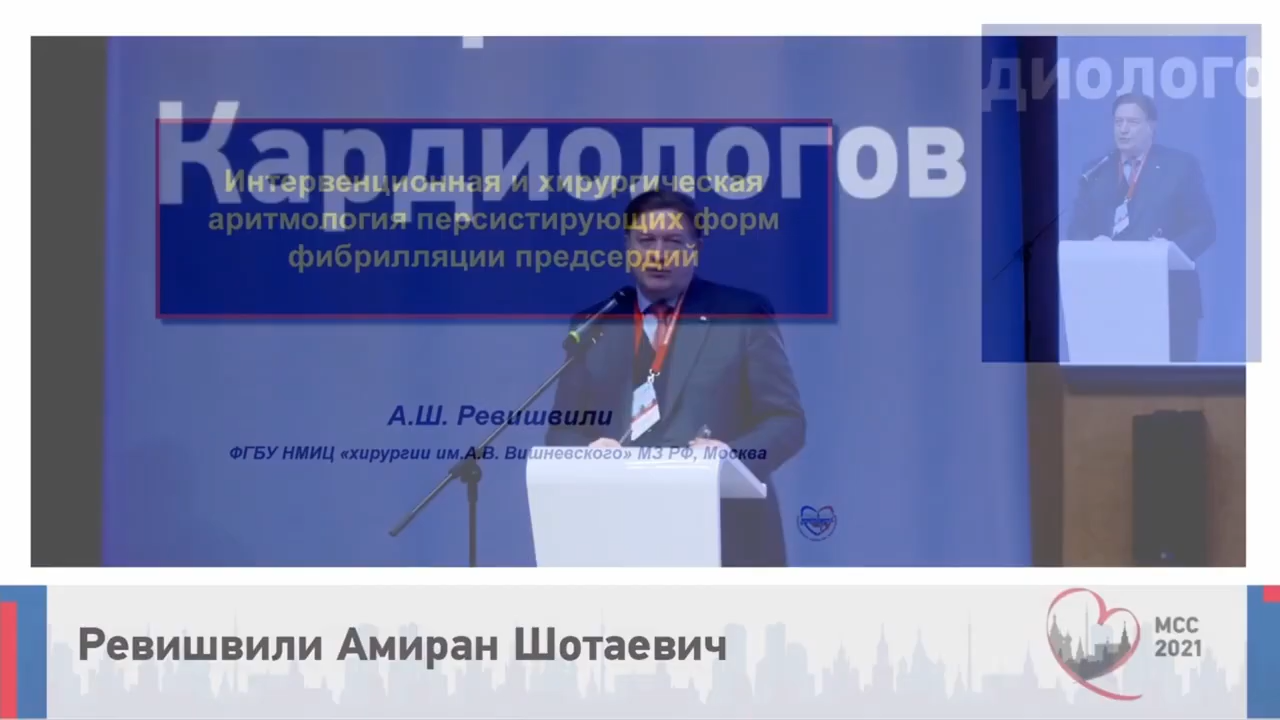 Кардиологов
диолого
Интервенционная и хирургическая
аритмология персистирующих форм
фибрилляции предсердий
А.Ш. Ревишвили
ФГБУ НМИЦ «хирургии им.А.В. Вишневского» МЗ РФ, Москва
Ревишвили Амиран Шотаевич
МСС
2021